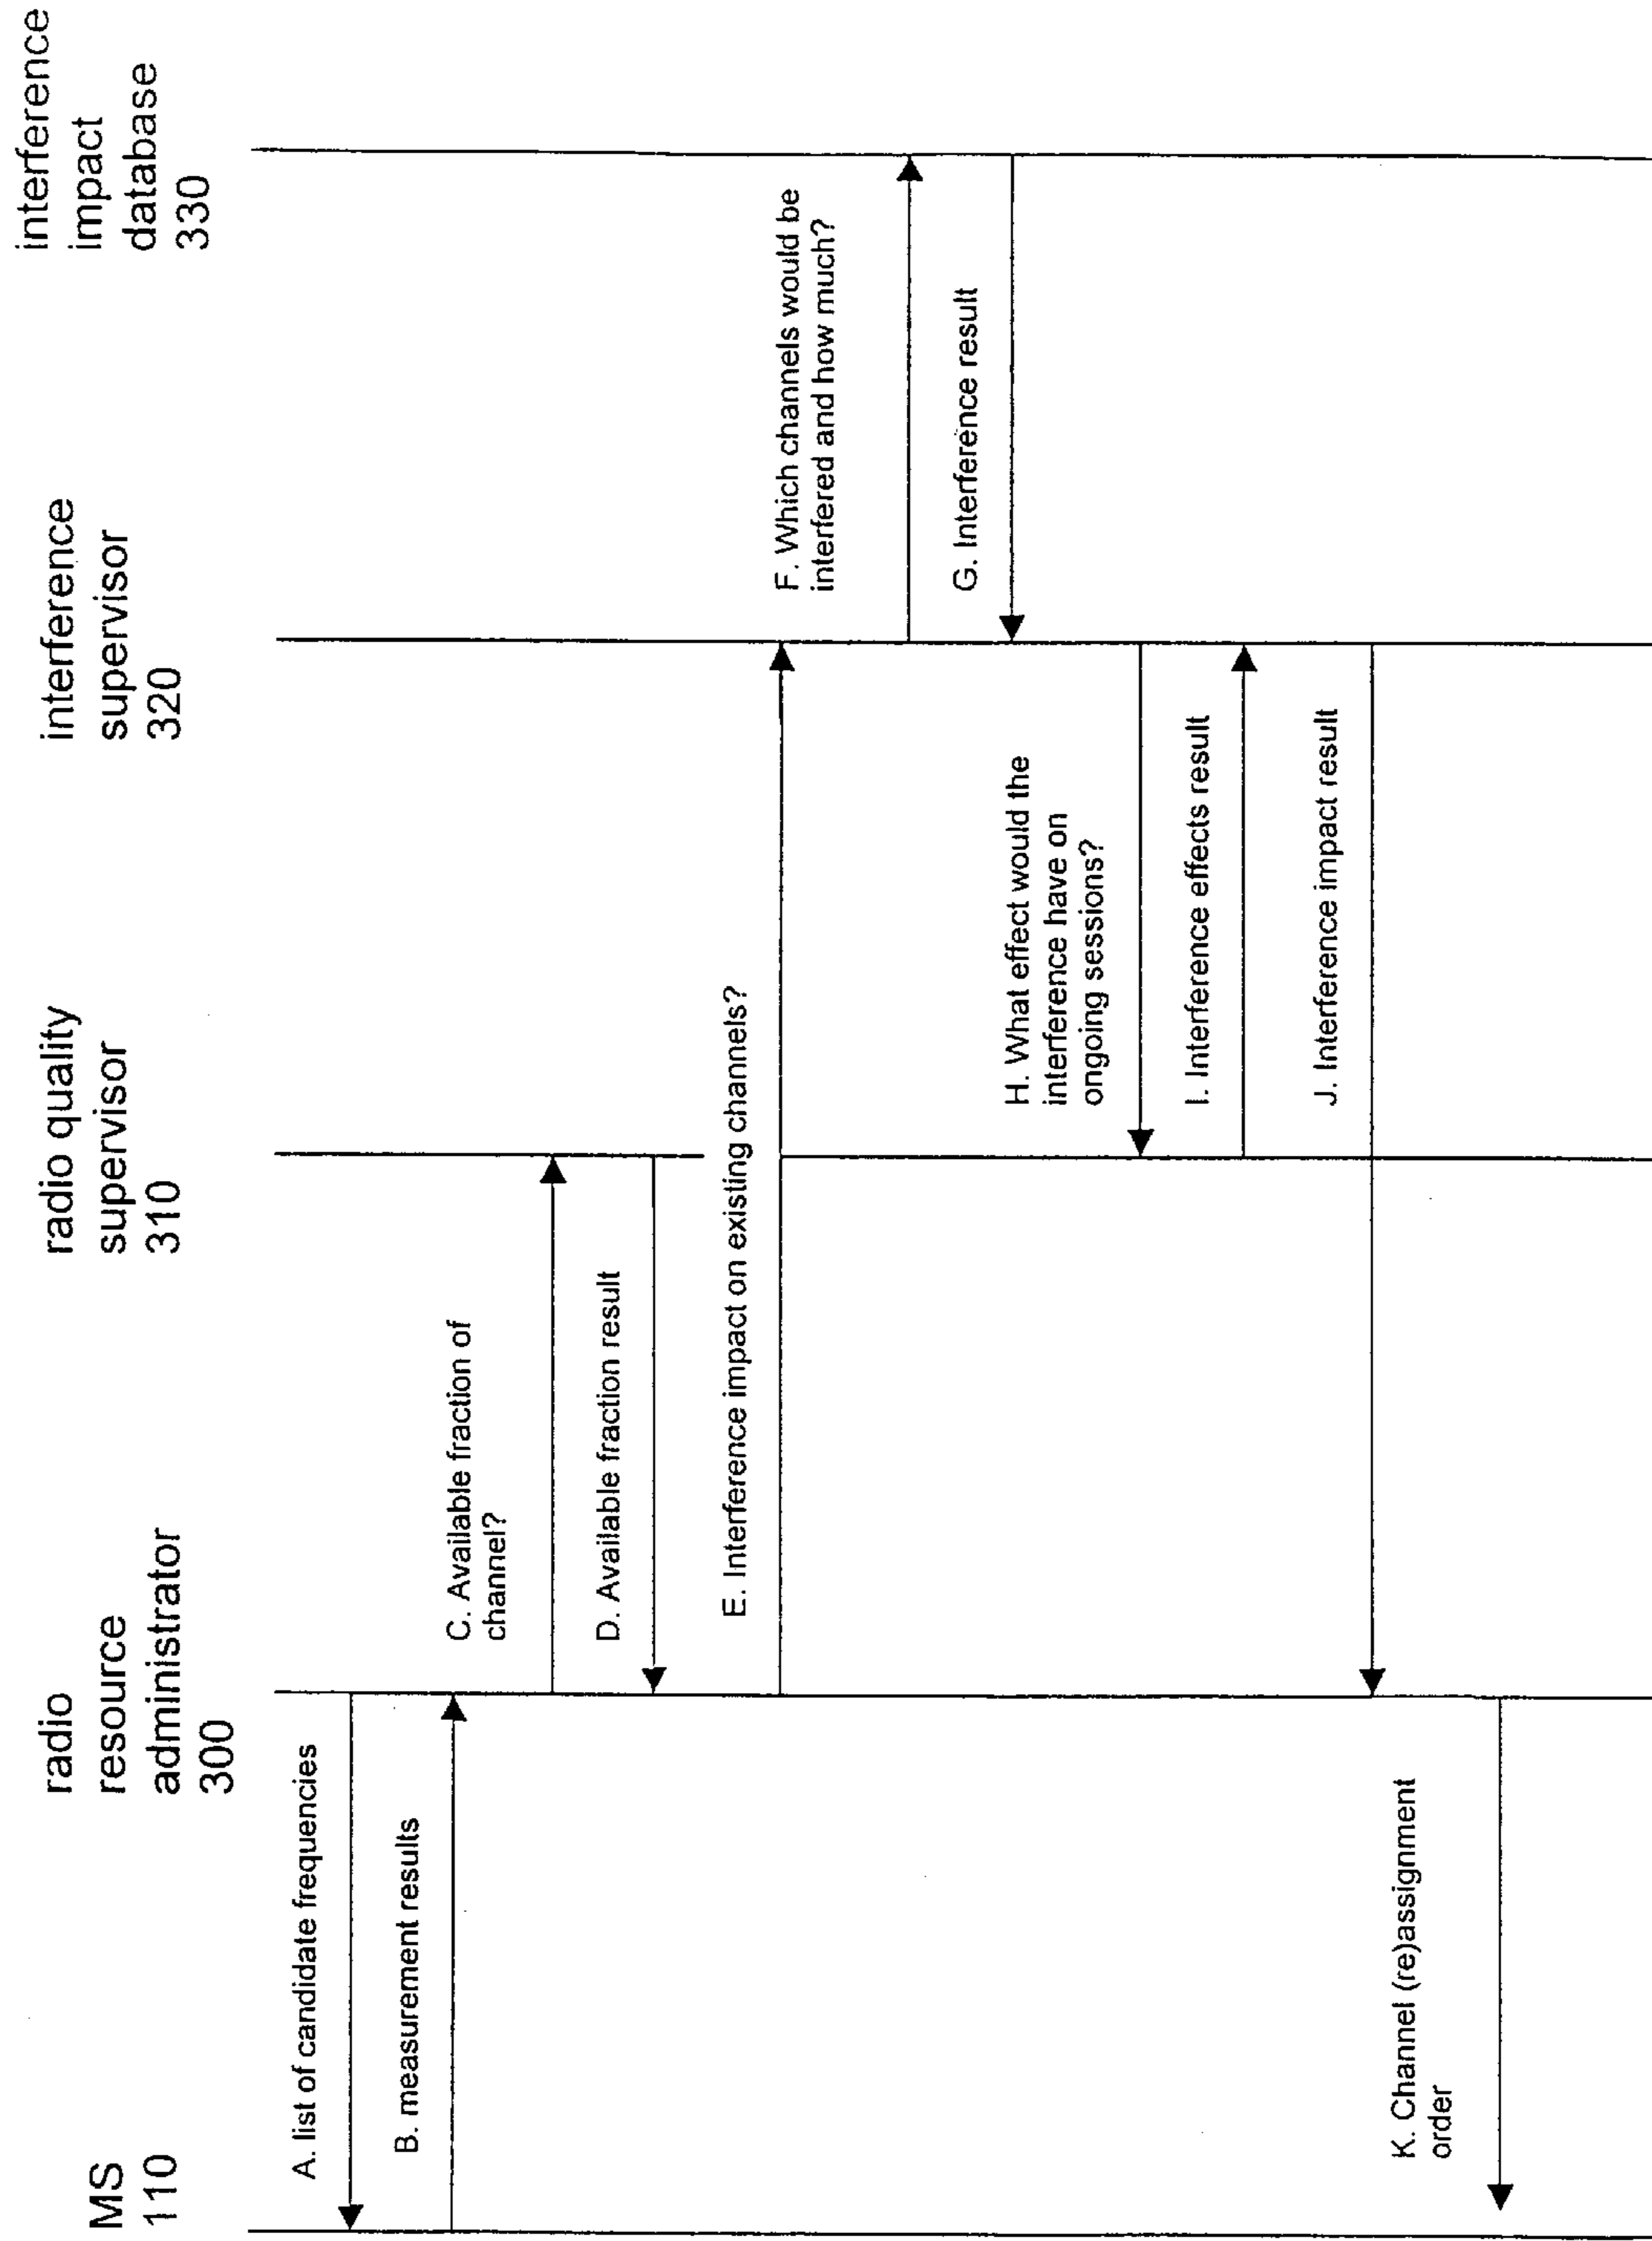 MS
110
radio
resource
administrator
300
radio quality
supervisor
310
interference
supervisor
320
interference
impact
database
330
A. list of candidate frequencies
B. measurement results
C. Available fraction of
channel?
D. Available fraction result
E. Interference impact on existing channels?
F. Which channels would be
interfered and how much?
G. Interference result
H. What effect would the
interference have on
ongoing sessions?
I. Interference effects result
J. Interference impact result
K. Channel (re)assignment
order